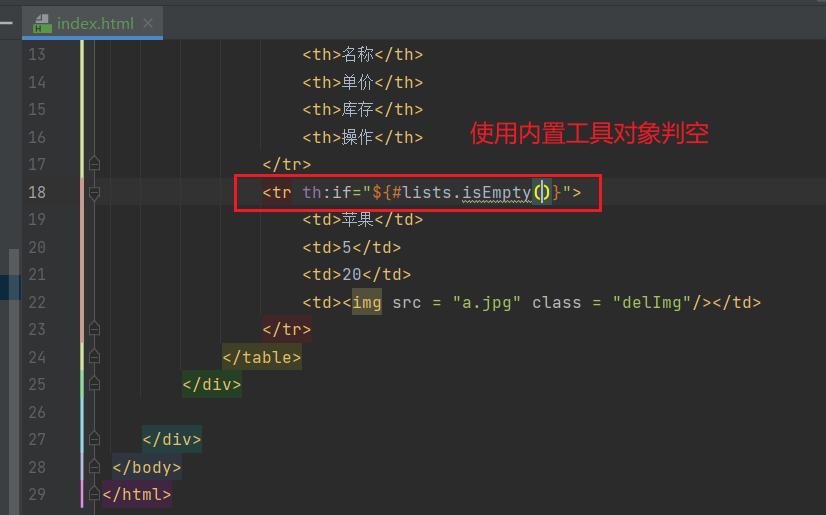 index.html
13 <th>名称</th>
14 <th>单价</th>
15 <th>库存</th>
16 <th>操作</th>
使用内置工具对象判空
17 </tr>
18 <tr th:if="${#lists.isEmpty()}">
19 <td>苹果</td>
20 <td>5</td>
21 <td>20</td>
22 <td><img src = "a.jpg" class = "delImg"/></td>
23 </tr>
24 </table>
25 </div>
26
27 </div>
28 </body>
29 </html>